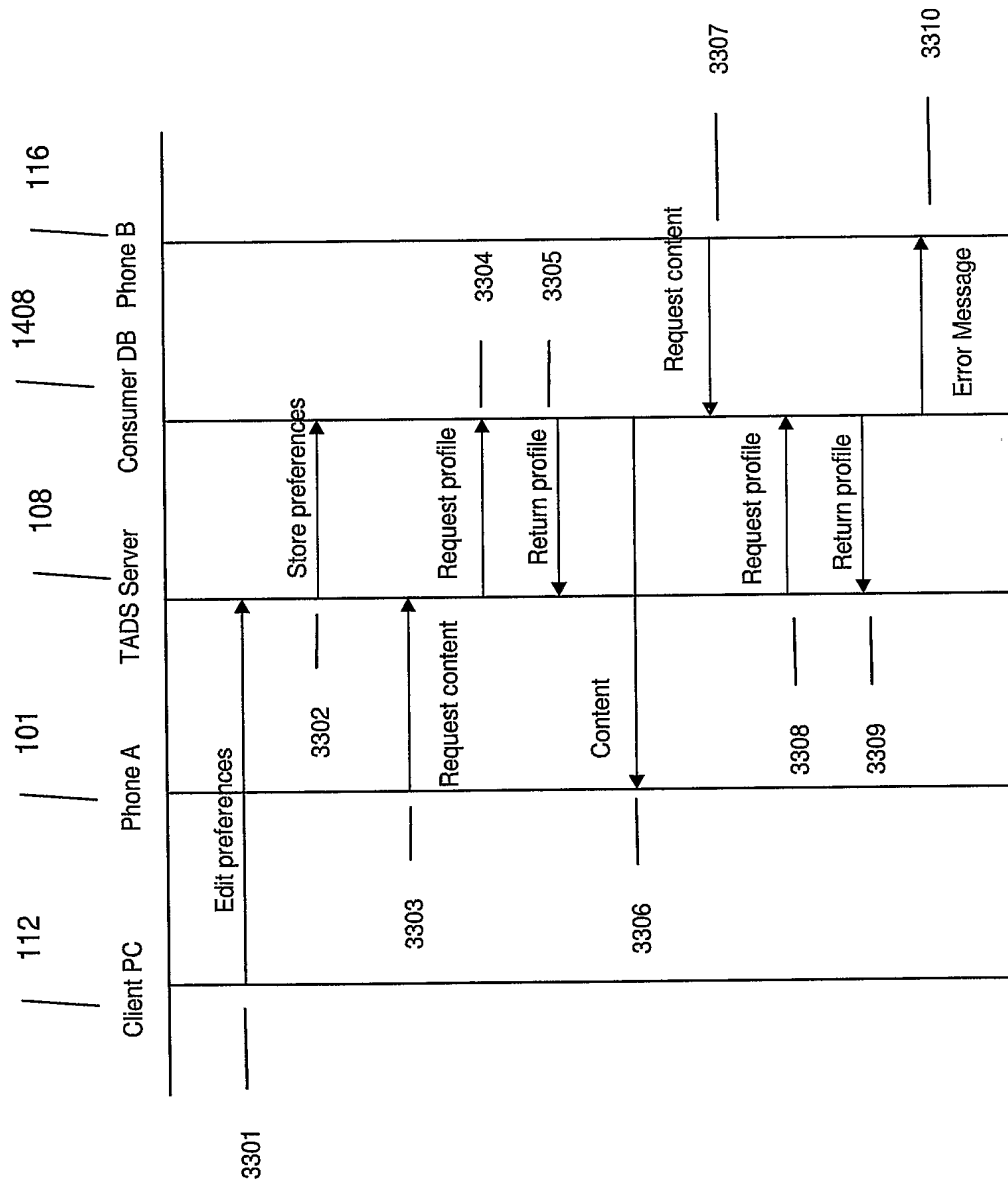 112
101
108
1408
116
Client PC
Phone A
TADS Server
Consumer DB
Phone B
3301
Edit preferences
3302
Store preferences
3303
Request content
3304
Request profile
3305
Return profile
3306
Content
3307
Request content
3308
Request profile
3309
Return profile
3310
Error Message